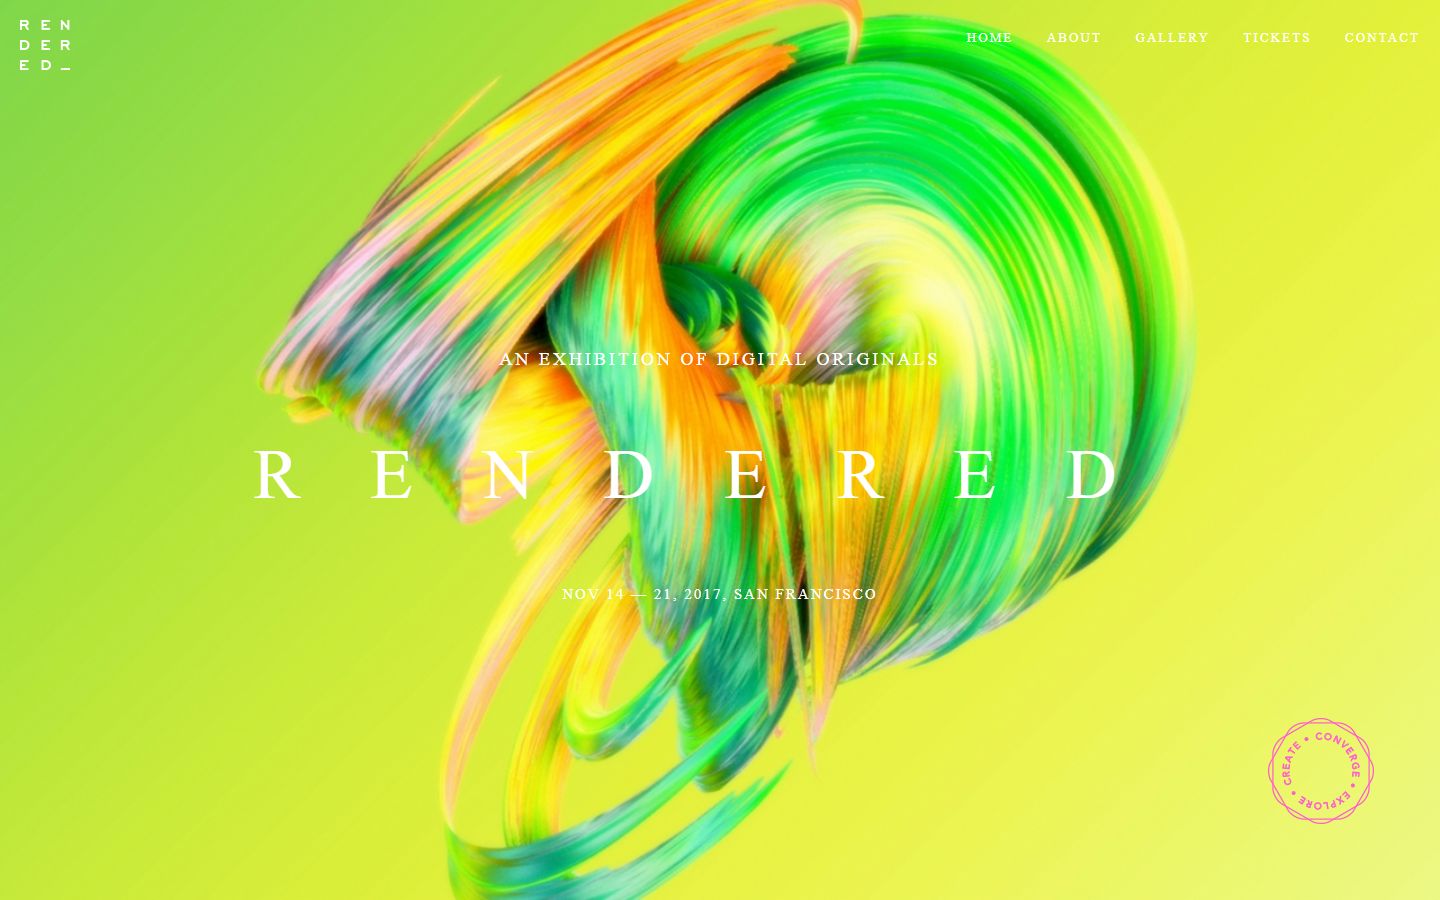 REN
DER
ED_
HOME ABOUT GALLERY TICKETS CONTACT
AN EXHIBITION OF DIGITAL ORIGINALS
RENDERED
NOV 14 — 21, 2017, SAN FRANCISCO
CREATE • CONVERGE • EXPLORE •